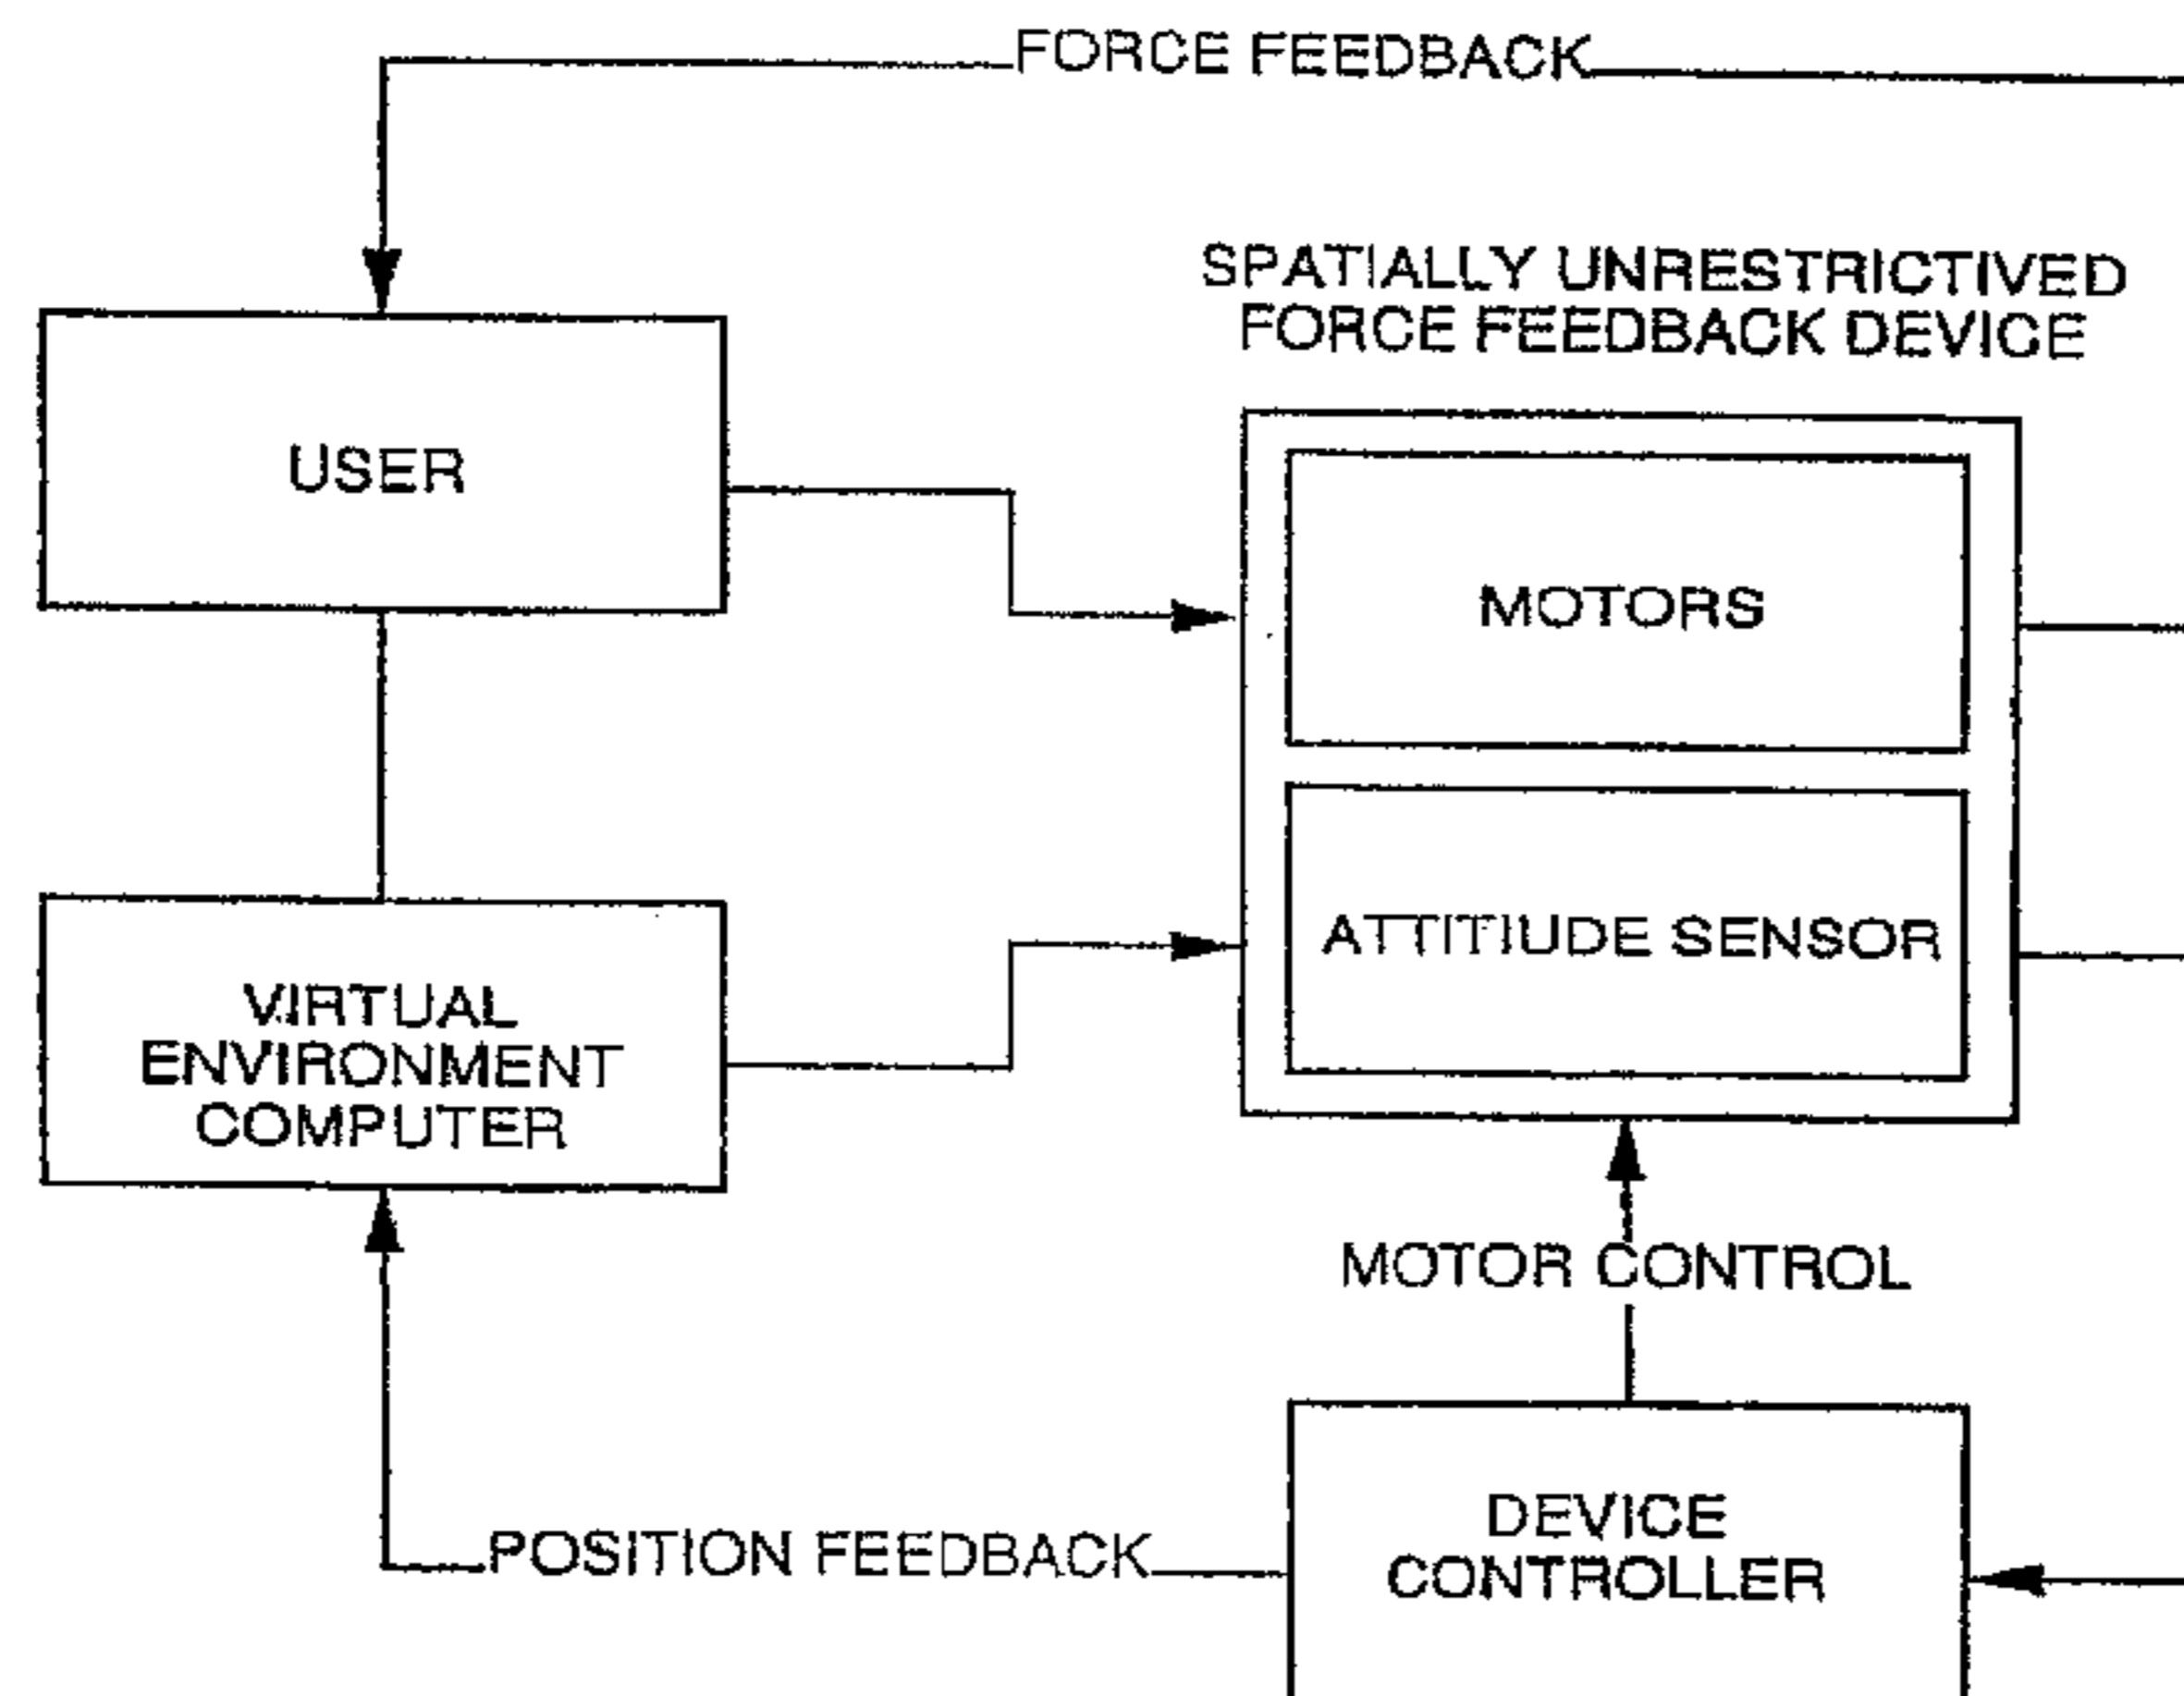 FORCE FEEDBACK
SPATIALLY UNRESTRICTIVED
FORCE FEEDBACK DEVICE
USER
MOTORS
ATTITIUDE SENSOR
VIRTUAL
ENVIRONMENT
COMPUTER
MOTOR CONTROL
DEVICE
CONTROLLER
POSITION FEEDBACK